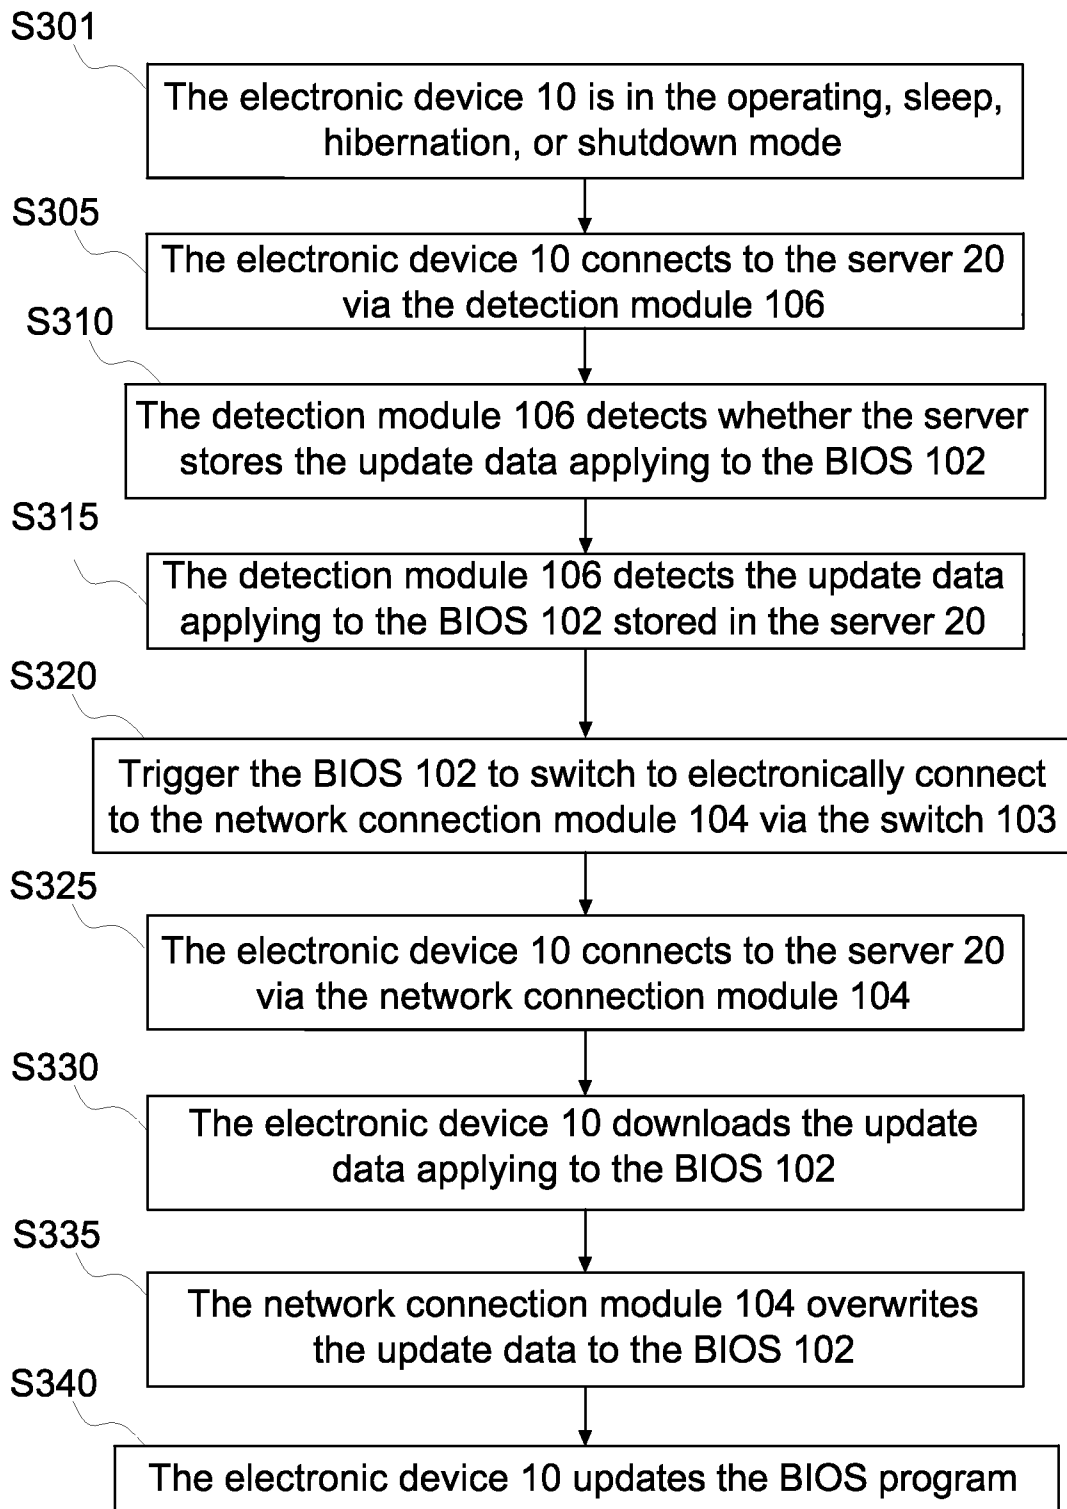 S301
The electronic device 10 is in the operating, sleep,
hibernation, or shutdown mode
S305
The electronic device 10 connects to the server 20
via the detection module 106
S310
The detection module 106 detects whether the server
stores the update data applying to the BIOS 102
S315
The detection module 106 detects the update data
applying to the BIOS 102 stored in the server 20
S320
Trigger the BIOS 102 to switch to electronically connect
to the network connection module 104 via the switch 103
S325
The electronic device 10 connects to the server 20
via the network connection module 104
S330
The electronic device 10 downloads the update
data applying to the BIOS 102
S335
The network connection module 104 overwrites
the update data to the BIOS 102
S340
The electronic device 10 updates the BIOS program